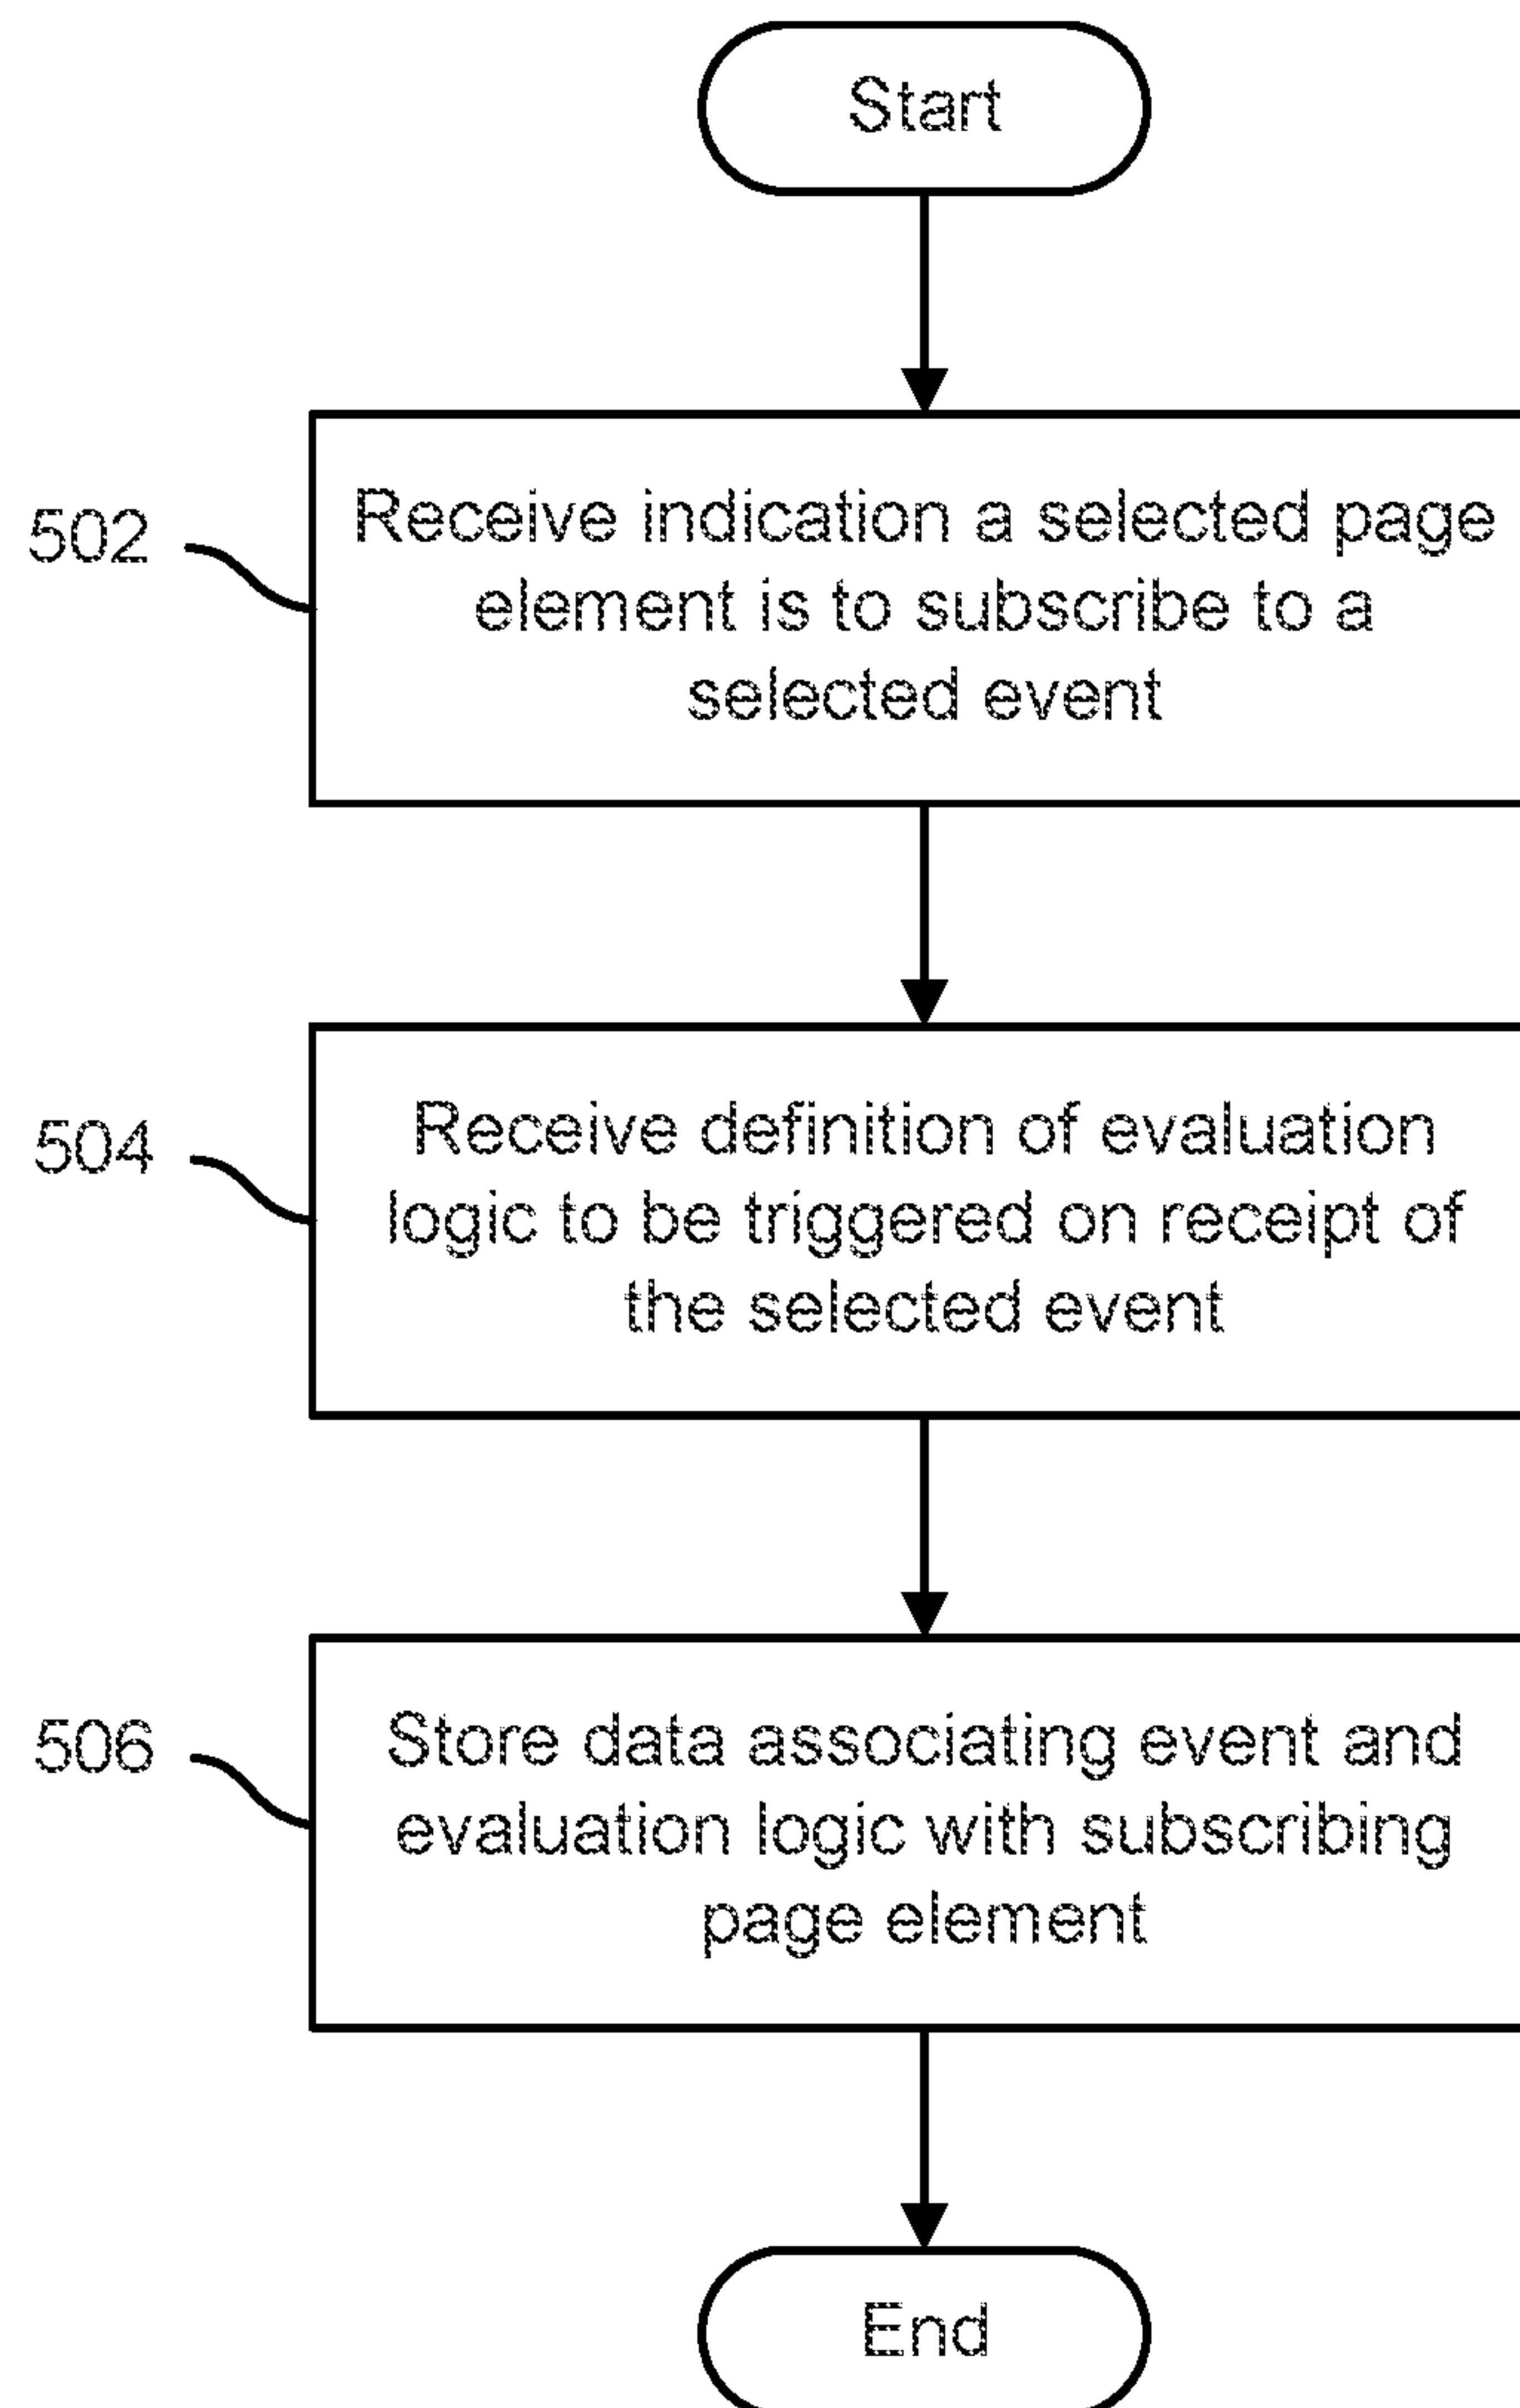 Start
502
Receive indication a selected page
element is to subscribe to a
selected event
504
Receive definition of evaluation
logic to be triggered on receipt of
the selected event
506
Store data associating event and
evaluation logic with subscribing
page element
End